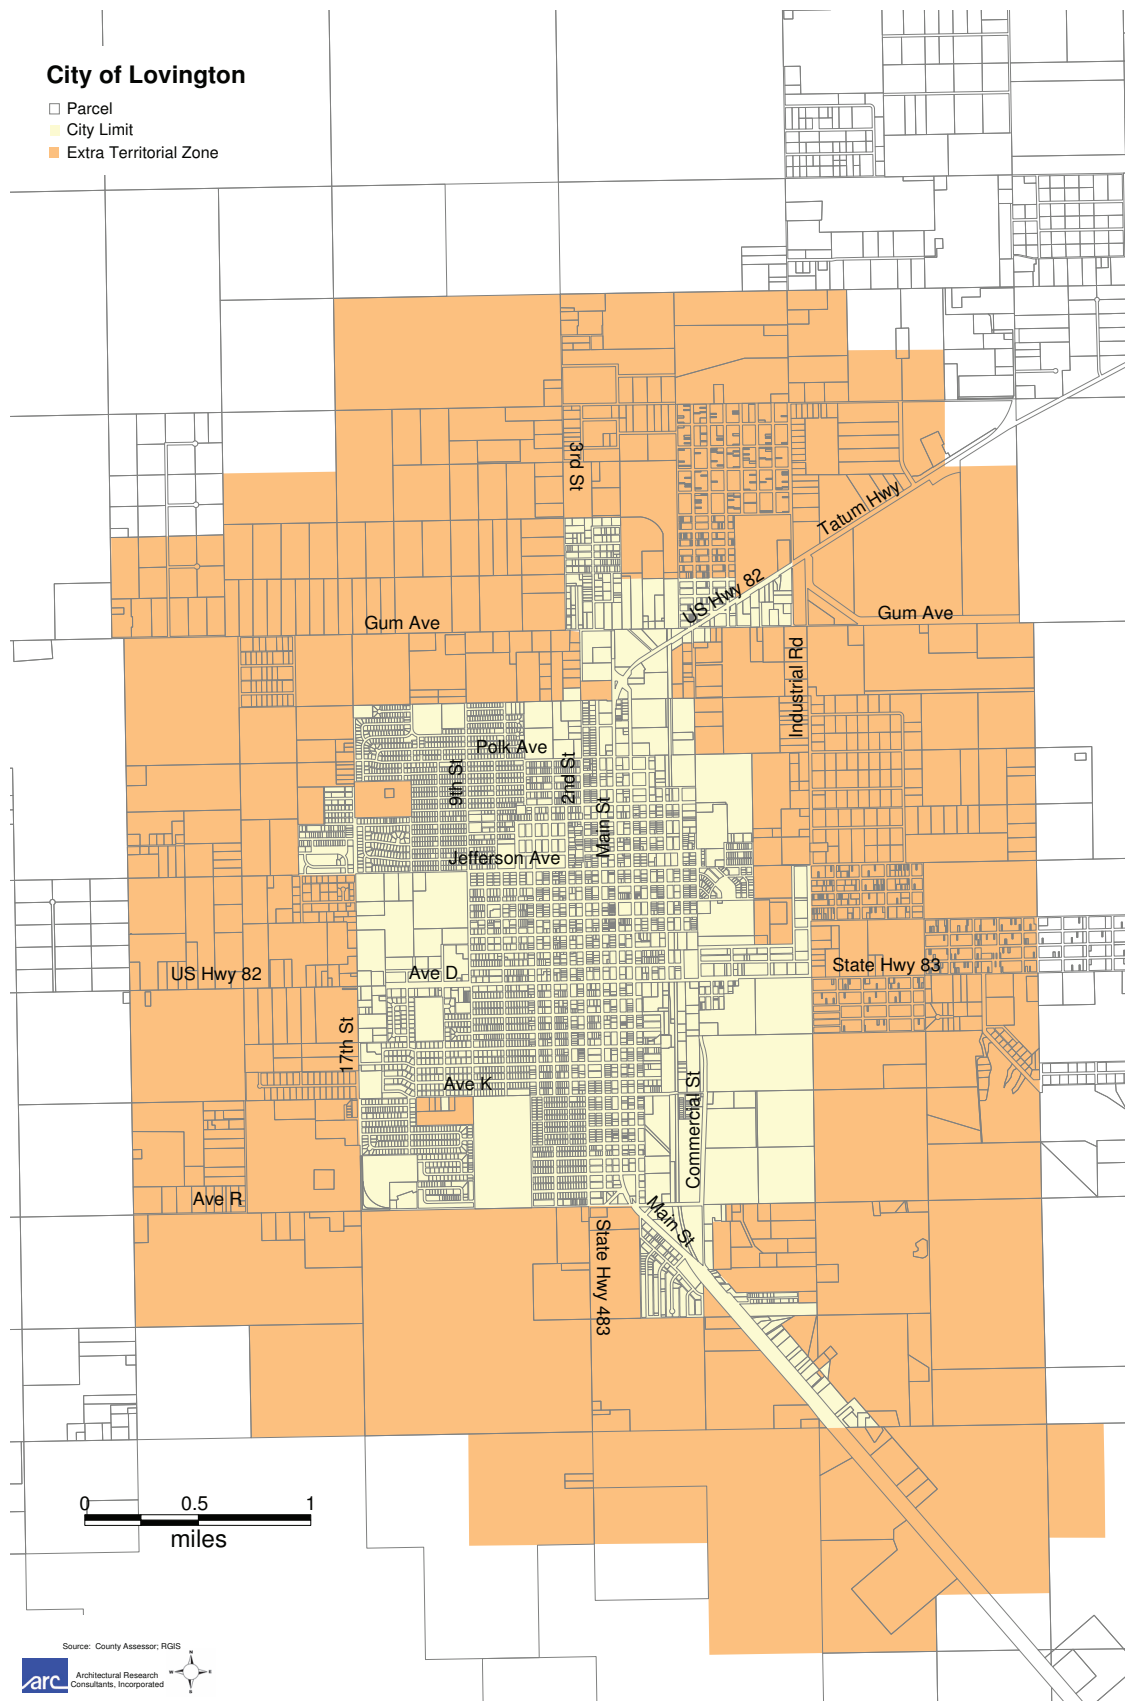 City of Lovington
Parcel
City Limit
Extra Territorial Zone
3rd St
Tatum Hwy
US Hwy 82
Gum Ave
Gum Ave
Industrial Rd
Polk Ave
9th St
2nd St
Main St
Jefferson Ave
US Hwy 82
Ave D
State Hwy 83
17th St
Ave K
Commercial St
Ave R
Main St
State Hwy 483
0 0.5 1
miles
Source: County Assessor; RGIS
arc
Architectural Research
Consultants, Incorporated
N
W E
S